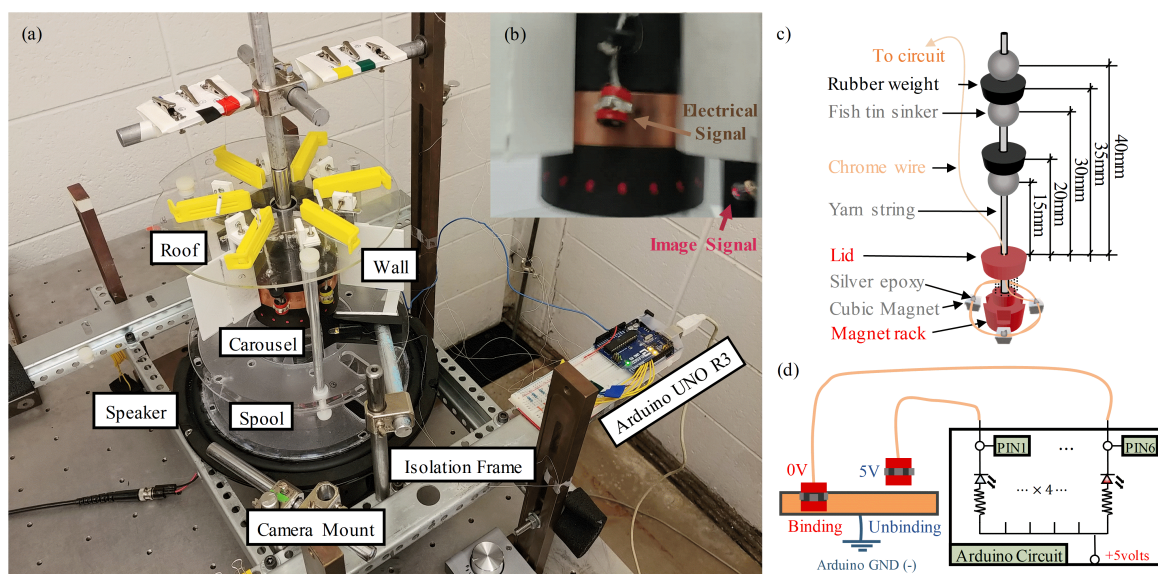 (a)
Roof
Wall
Carousel
Speaker
Spool
Arduino UNO R3
Isolation Frame
Camera Mount
(b)
Electrical
Signal
Image Signal
c)
To circuit
Rubber weight
Fish tin sinker
Chrome wire
Yarn string
Lid
Silver epoxy
Cubic Magnet
Magnet rack
15mm
20mm
30mm
35mm
40mm
(d)
0V
5V
Binding
Unbinding
Arduino GND (-)
PIN1
...
PIN6
... × 4 ...
Arduino Circuit
+5volts